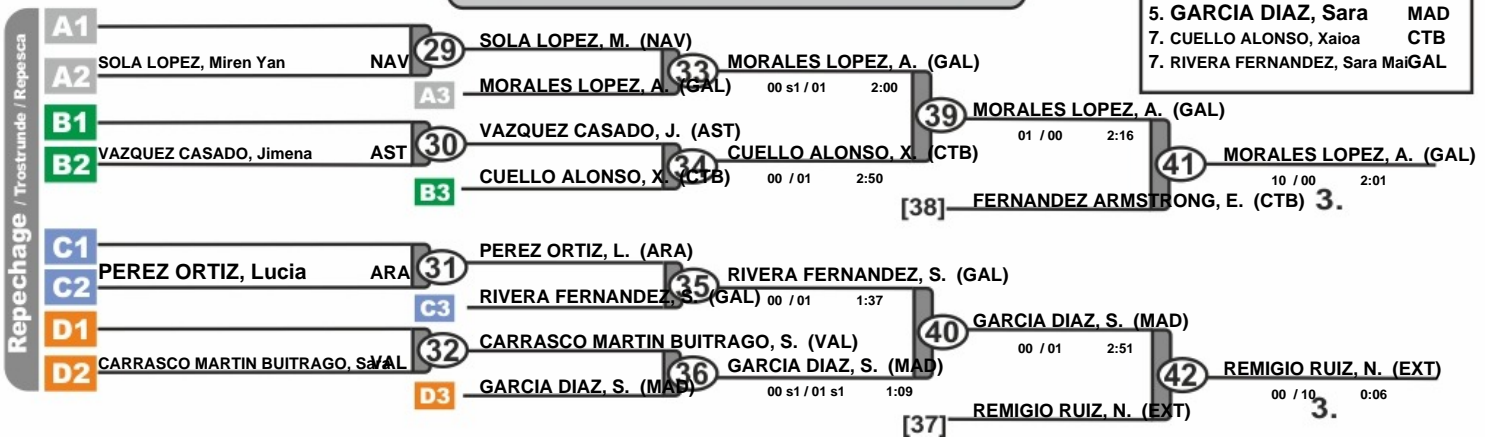 5. GARCIA DIAZ, Sara MAD
7. CUELLO ALONSO, Xaioa CTB
7. RIVERA FERNANDEZ, Sara Mai GAL
Repechage / Trostrunde / Repesca
A1
SOLA LOPEZ, Miren Yan NAV
A2
29
SOLA LOPEZ, M. (NAV)
A3
MORALES LOPEZ, A. (GAL)
33
MORALES LOPEZ, A. (GAL)
00 s1 / 01 2:00
B1
VAZQUEZ CASADO, Jimena AST
B2
30
VAZQUEZ CASADO, J. (AST)
B3
CUELLO ALONSO, X. (CTB)
34
CUELLO ALONSO, X. (CTB)
00 / 01 2:50
39
MORALES LOPEZ, A. (GAL)
01 / 00 2:16
[38]
FERNANDEZ ARMSTRONG, E. (CTB)
41
MORALES LOPEZ, A. (GAL)
10 / 00 2:01
3.
C1
PEREZ ORTIZ, Lucia ARA
C2
31
PEREZ ORTIZ, L. (ARA)
C3
RIVERA FERNANDEZ, S. (GAL)
35
RIVERA FERNANDEZ, S. (GAL)
00 / 01 1:37
D1
CARRASCO MARTIN BUITRAGO, Sara VAL
D2
32
CARRASCO MARTIN BUITRAGO, S. (VAL)
D3
GARCIA DIAZ, S. (MAD)
36
GARCIA DIAZ, S. (MAD)
00 s1 / 01 s1 1:09
40
GARCIA DIAZ, S. (MAD)
00 / 01 2:51
[37]
REMIGIO RUIZ, N. (EXT)
42
REMIGIO RUIZ, N. (EXT)
00 / 10 0:06
3.